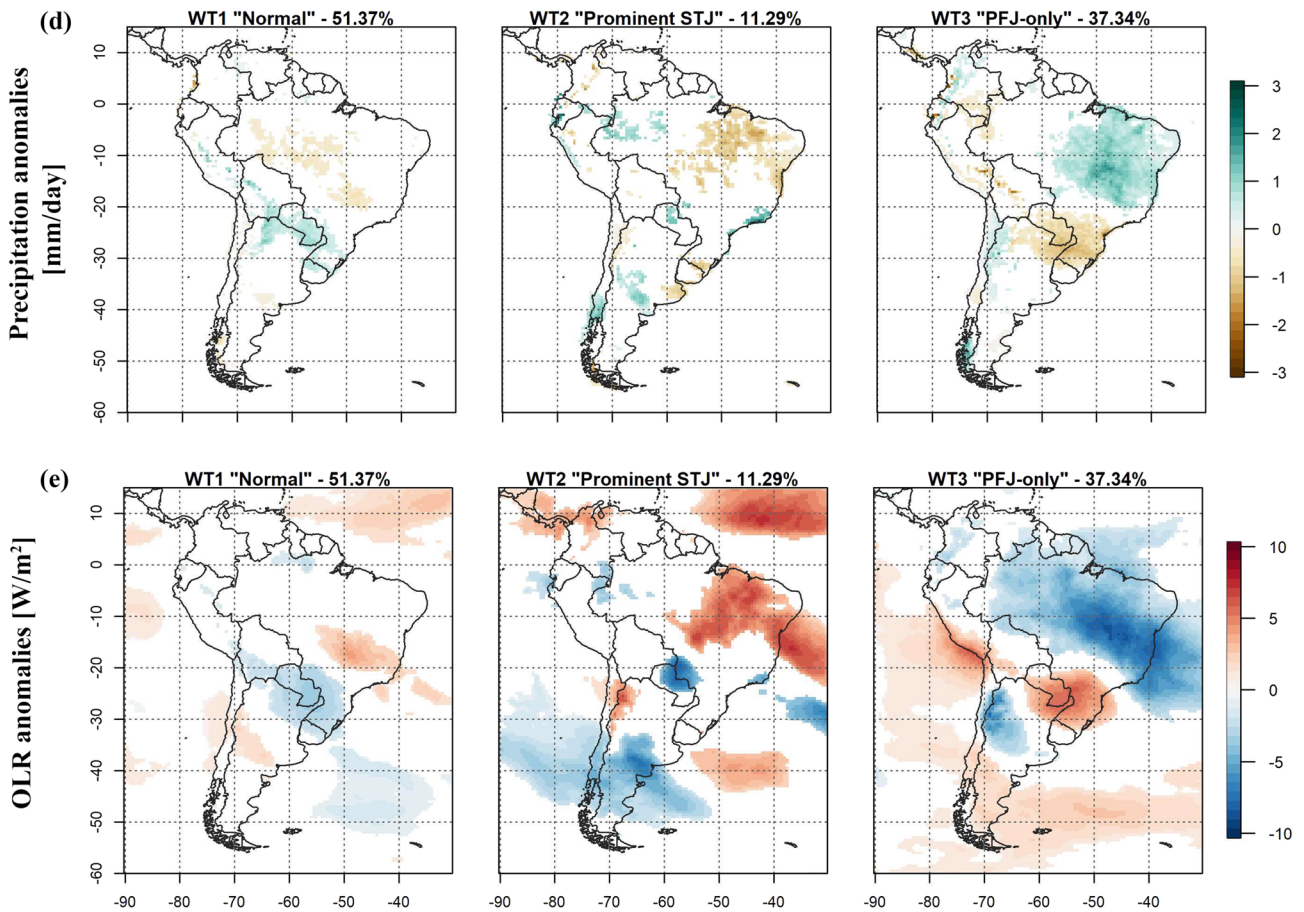 (d)
WT1 "Normal" - 51.37%
WT2 "Prominent STJ" - 11.29%
WT3 "PFJ-only" - 37.34%
Precipitation anomalies
[mm/day]
10
0
-10
-20
-30
-40
-50
-60
3
2
1
0
-1
-2
-3
(e)
WT1 "Normal" - 51.37%
WT2 "Prominent STJ" - 11.29%
WT3 "PFJ-only" - 37.34%
OLR anomalies [W/m²]
10
0
-10
-20
-30
-40
-50
-60
10
5
0
-5
-10
-90 -80 -70 -60 -50 -40
-90 -80 -70 -60 -50 -40
-90 -80 -70 -60 -50 -40